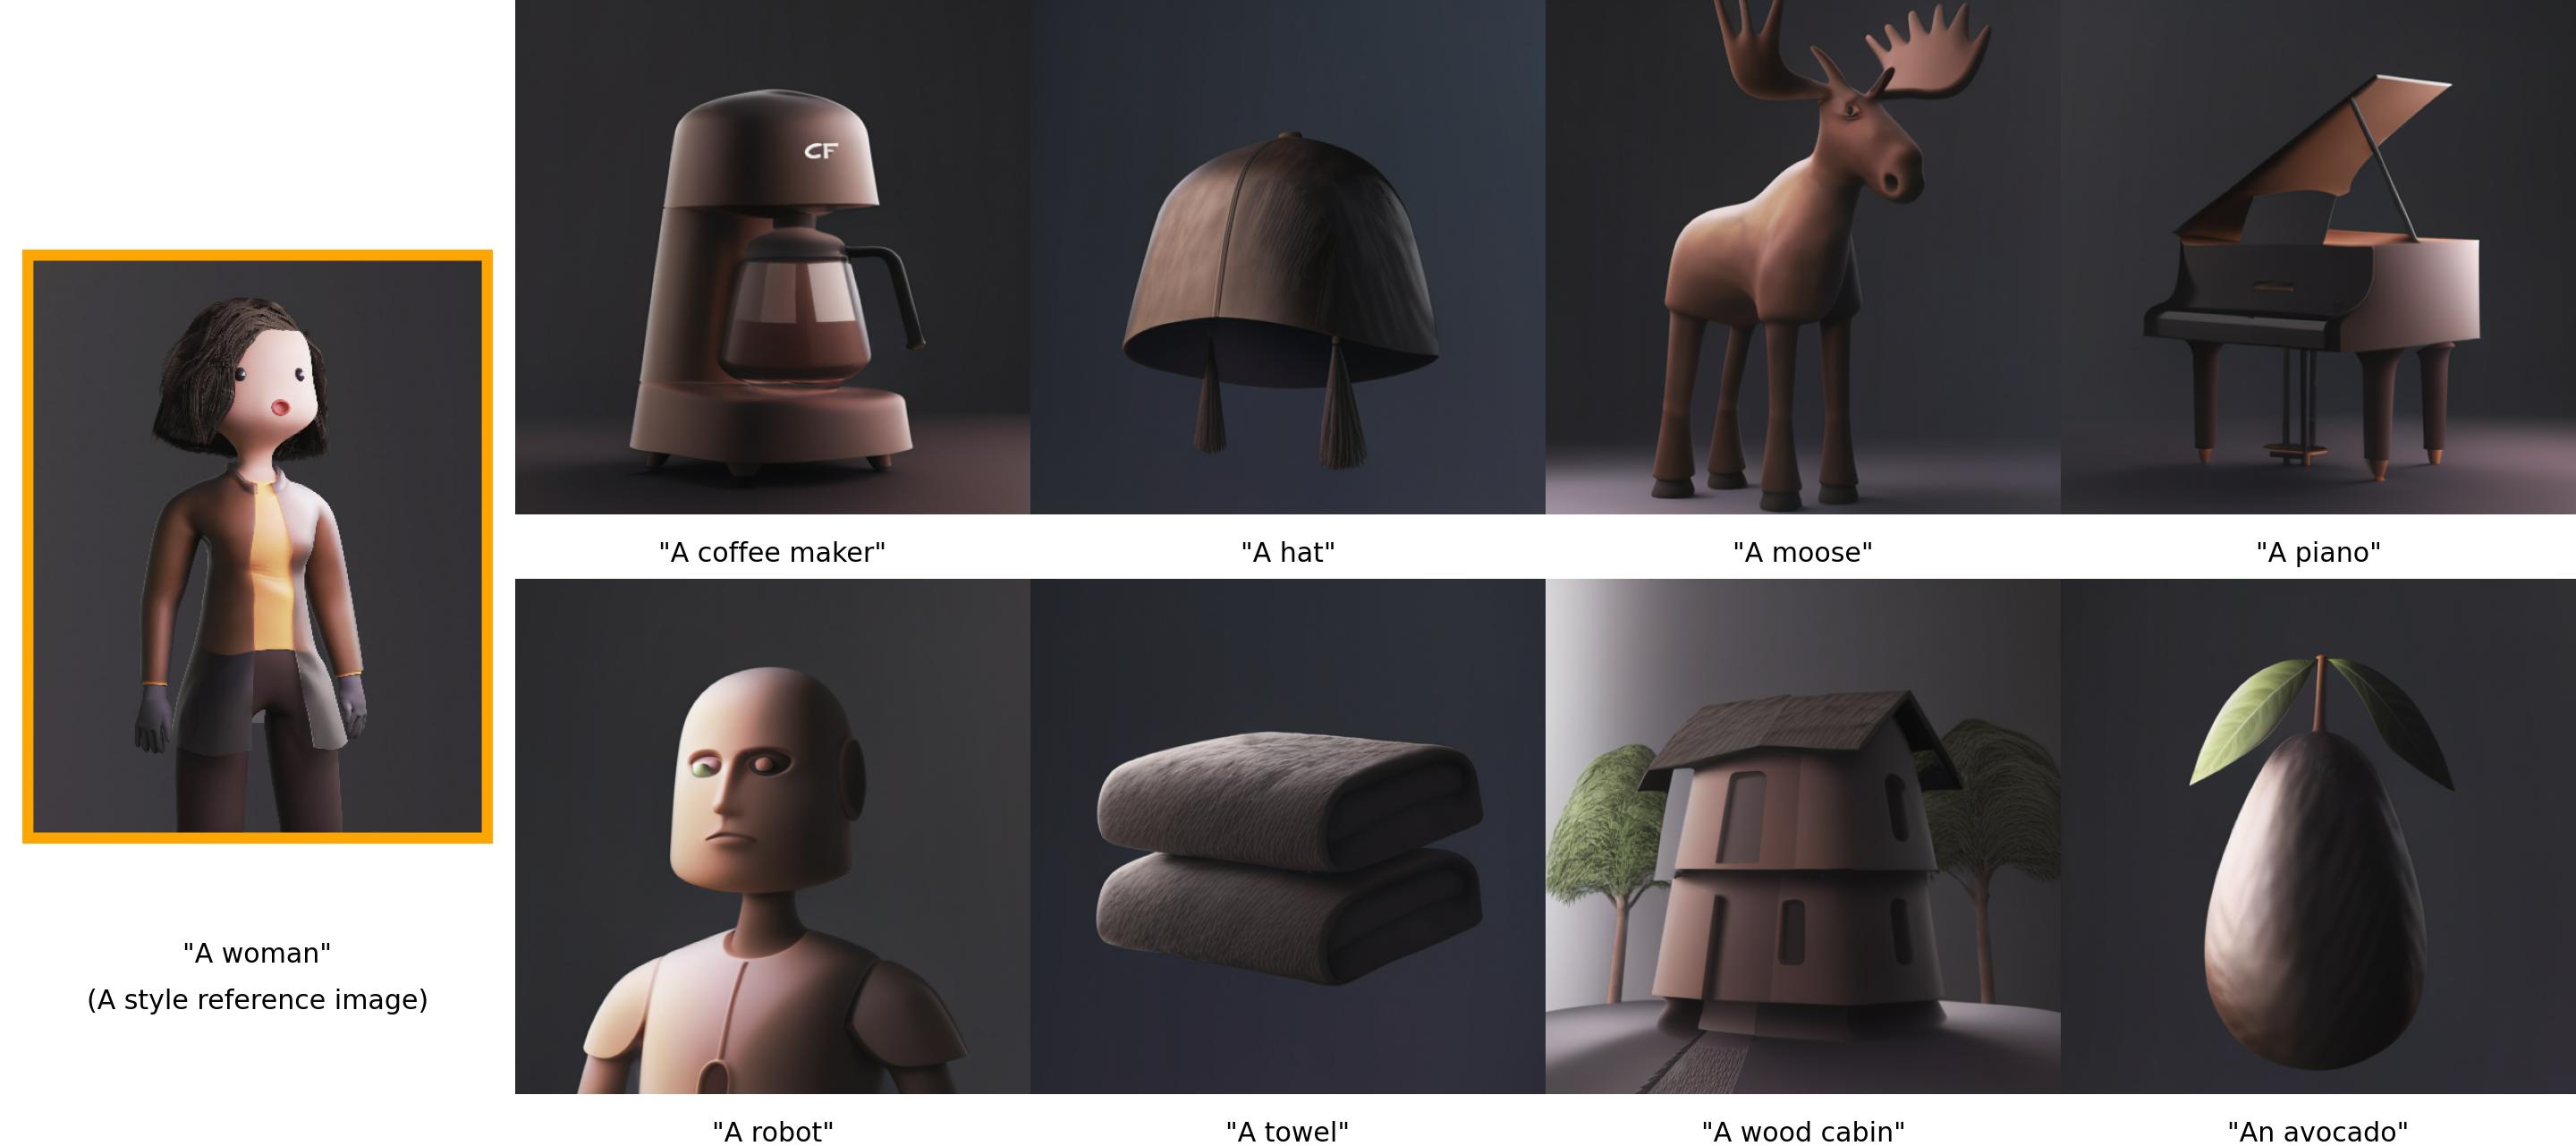 CF
"A coffee maker"
"A hat"
"A moose"
"A piano"
"A woman"
(A style reference image)
"A robot"
"A towel"
"A wood cabin"
"An avocado"